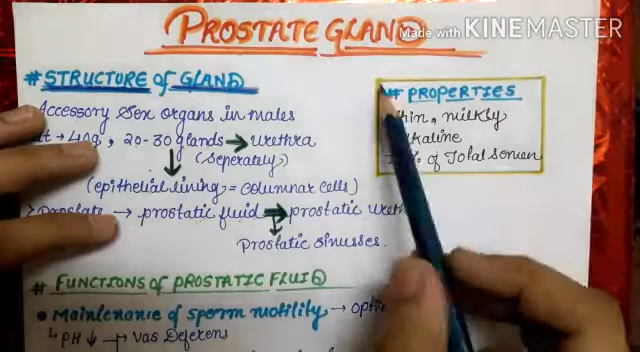 PROSTATE GLAND
Made with KINEMASTER
# STRUCTURE of GLAND
Accessory Sex organs in males
→ 40g, 20-30 glands → Urethra
(Seperately)
(epithelial lining = columnar cells)
Prostate → prostatic fluid → prostatic
Prostatic sinusses.
# PROPERTIES
milky
of Total semen
# FUNCTIONS of PROSTATIC FLUID
• Maintenance of sperm motility →
↳ PH ↓ → Vas Deferens